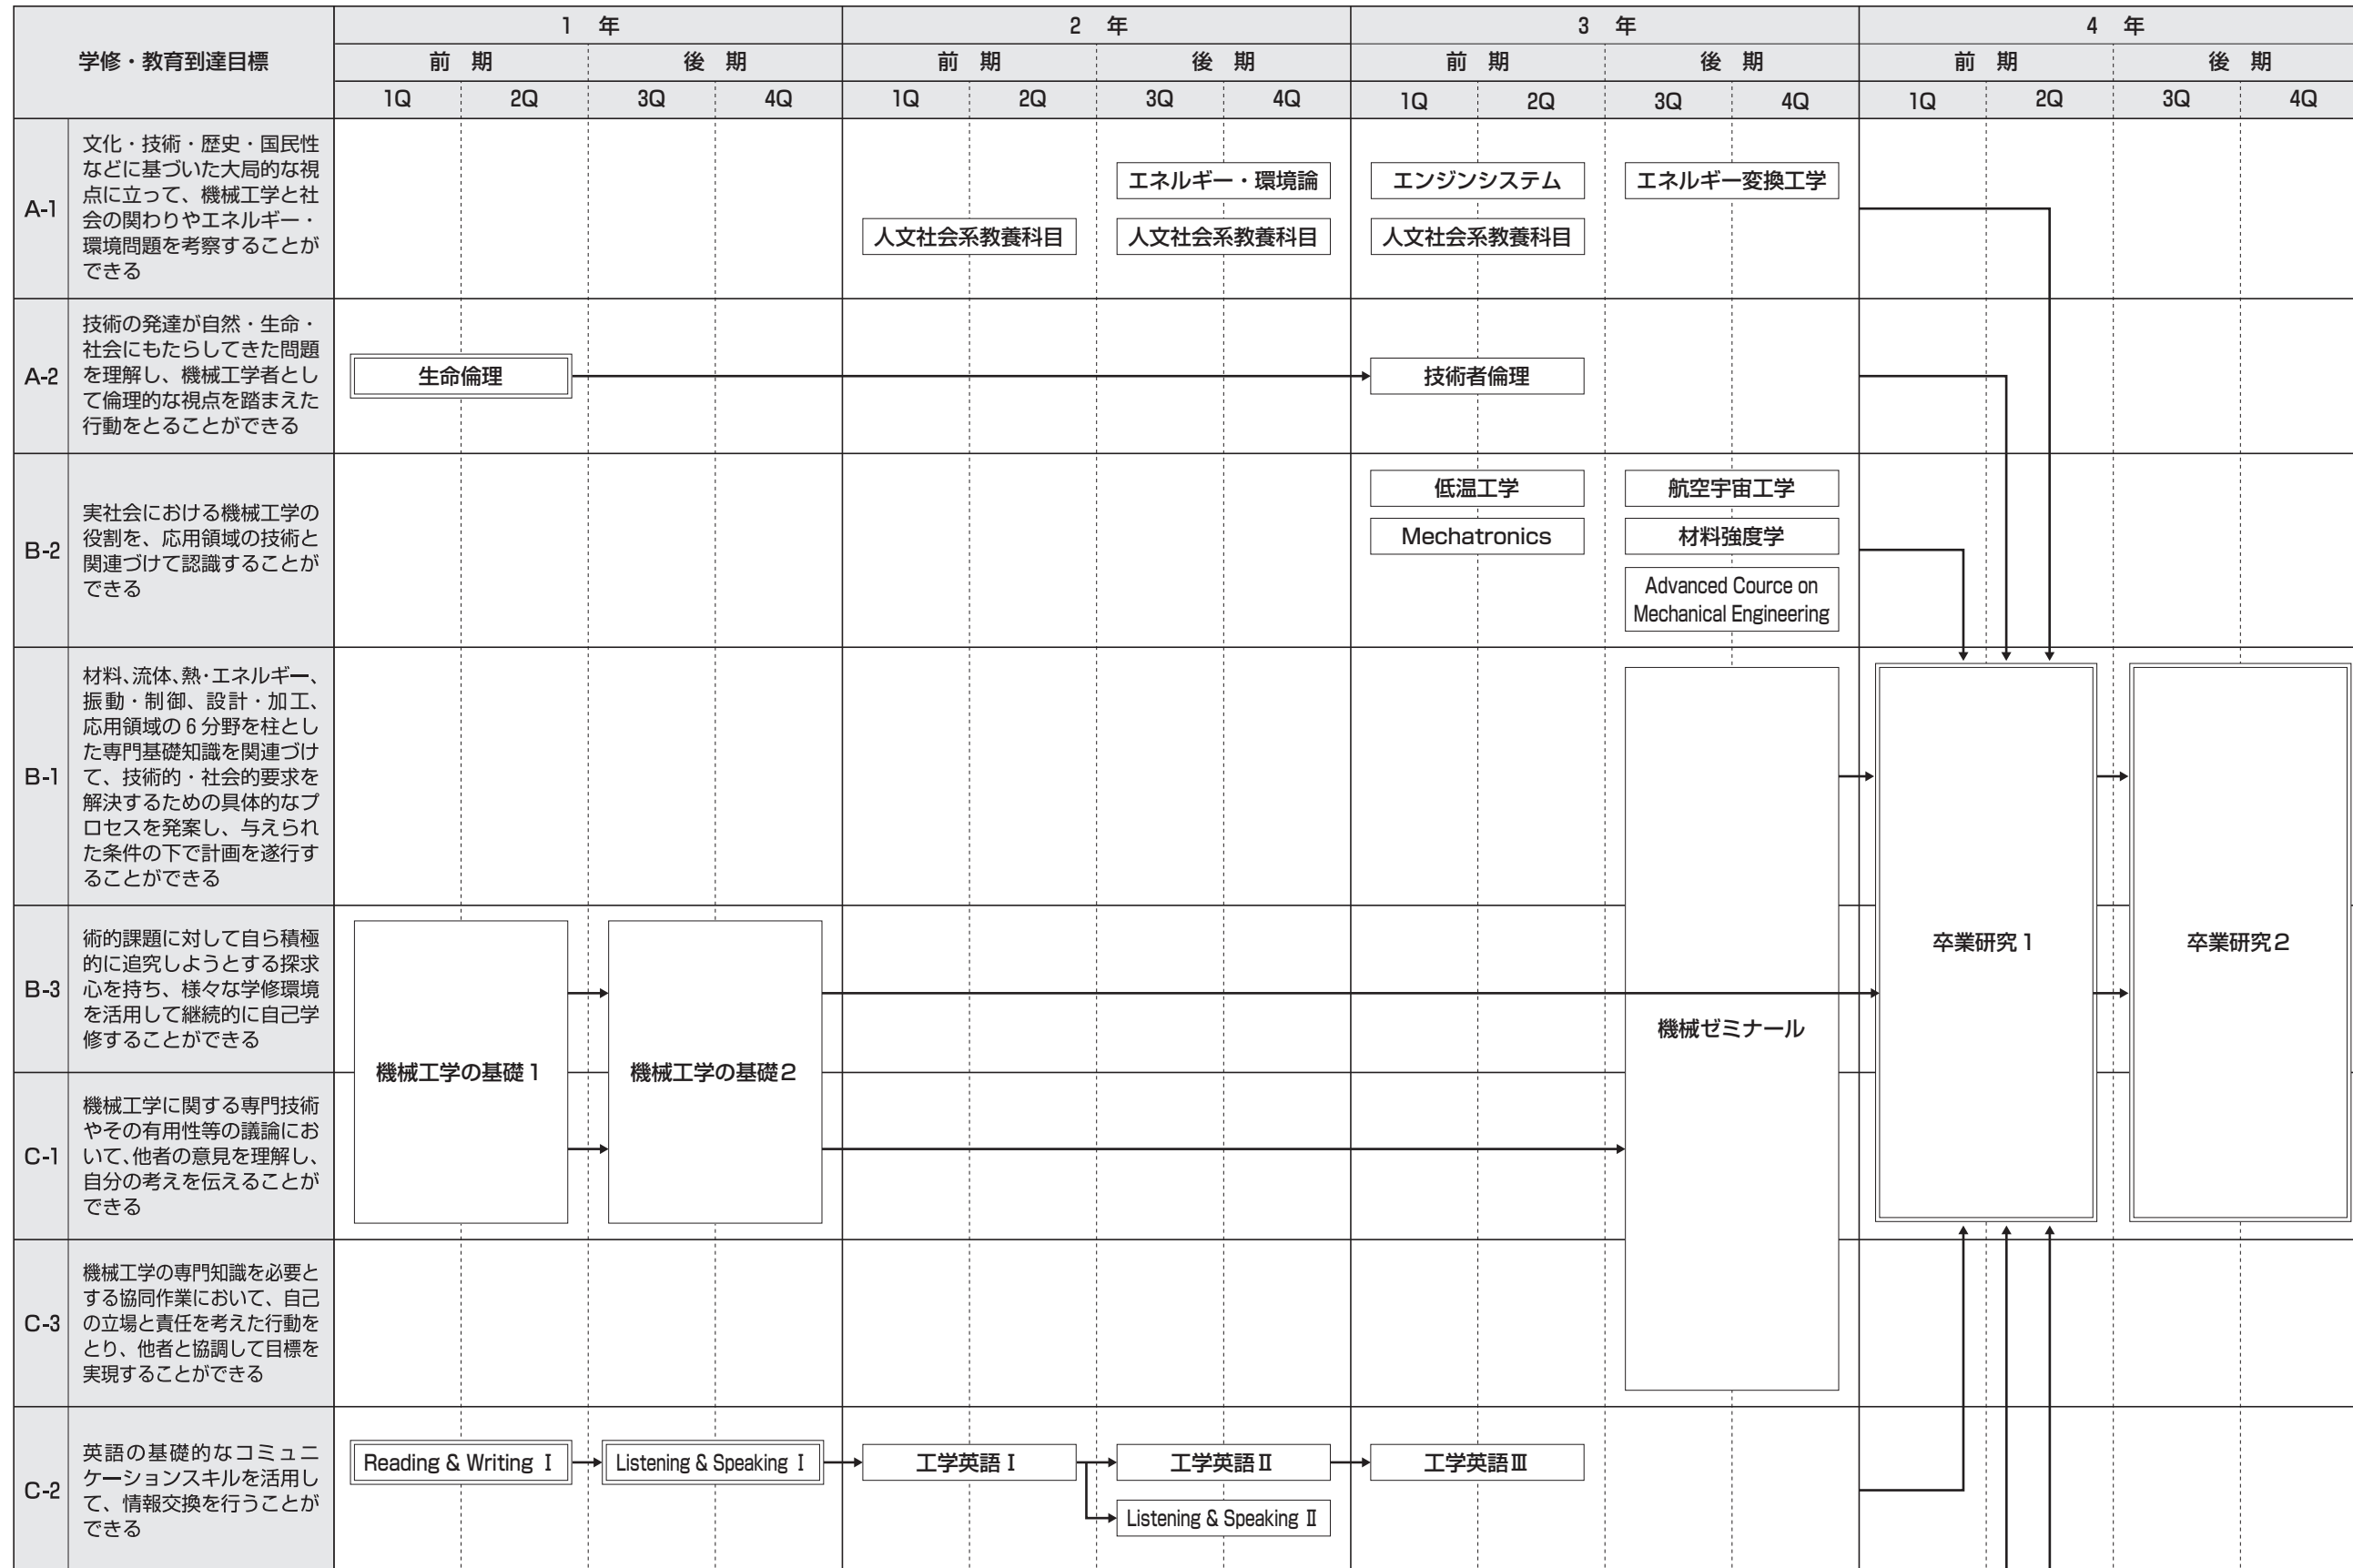 学修・教育到達目標
1 年
2 年
3 年
4 年
前 期
後 期
前 期
後 期
前 期
後 期
前 期
後 期
1Q
2Q
3Q
4Q
1Q
2Q
3Q
4Q
1Q
2Q
3Q
4Q
1Q
2Q
3Q
4Q
A-1
文化・技術・歴史・国民性
などに基づいた大局的な視
点に立って、機械工学と社
会の関わりやエネルギー・
環境問題を考察することが
できる
エネルギー・環境論
エンジンシステム
エネルギー変換工学
人文社会系教養科目
人文社会系教養科目
人文社会系教養科目
A-2
技術の発達が自然・生命・
社会にもたらしてきた問題
を理解し、機械工学者とし
て倫理的な視点を踏まえた
行動をとることができる
生命倫理
技術者倫理
B-2
実社会における機械工学の
役割を、応用領域の技術と
関連づけて認識することが
できる
低温工学
航空宇宙工学
Mechatronics
材料強度学
Advanced Cource on
Mechanical Engineering
B-1
材料、流体、熱・エネルギー、
振動・制御、設計・加工、
応用領域の6分野を柱とし
た専門基礎知識を関連づけ
て、技術的・社会的要求を
解決するための具体的なプ
ロセスを発案し、与えられ
た条件の下で計画を遂行す
ることができる
B-3
術的課題に対して自ら積極
的に追究しようとする探求
心を持ち、様々な学修環境
を活用して継続的に自己学
修することができる
卒業研究1
卒業研究2
機械ゼミナール
機械工学の基礎1
機械工学の基礎2
C-1
機械工学に関する専門技術
やその有用性等の議論にお
いて、他者の意見を理解し、
自分の考えを伝えることが
できる
C-3
機械工学の専門知識を必要と
する協同作業において、自己
の立場と責任を考えた行動を
とり、他者と協調して目標を
実現することができる
C-2
英語の基礎的なコミュニ
ケーションスキルを活用し
て、情報交換を行うことが
できる
Reading & Writing Ⅰ
Listening & Speaking Ⅰ
工学英語Ⅰ
工学英語Ⅱ
工学英語Ⅲ
Listening & Speaking Ⅱ